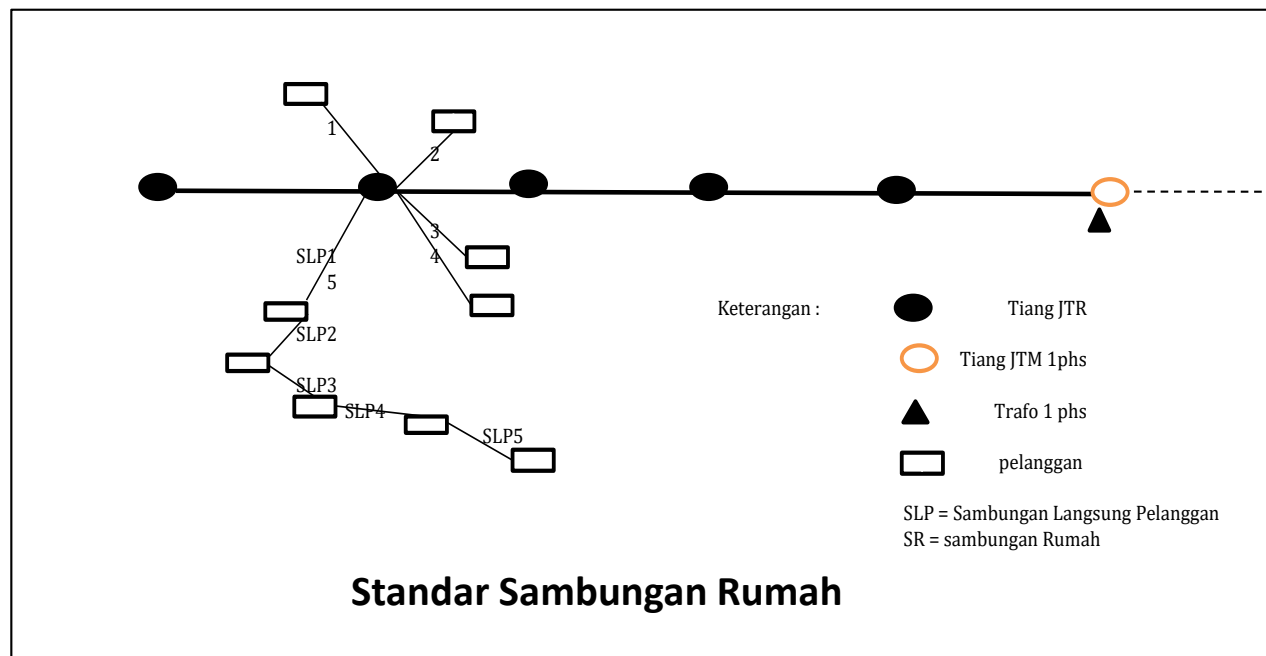 1
2
3
SLP1
4
5
SLP2
SLP3
SLP4
SLP5
Keterangan :
Tiang JTR
Tiang JTM 1phs
Trafo 1 phs
pelanggan
SLP = Sambungan Langsung Pelanggan
SR = sambungan Rumah
Standar Sambungan Rumah